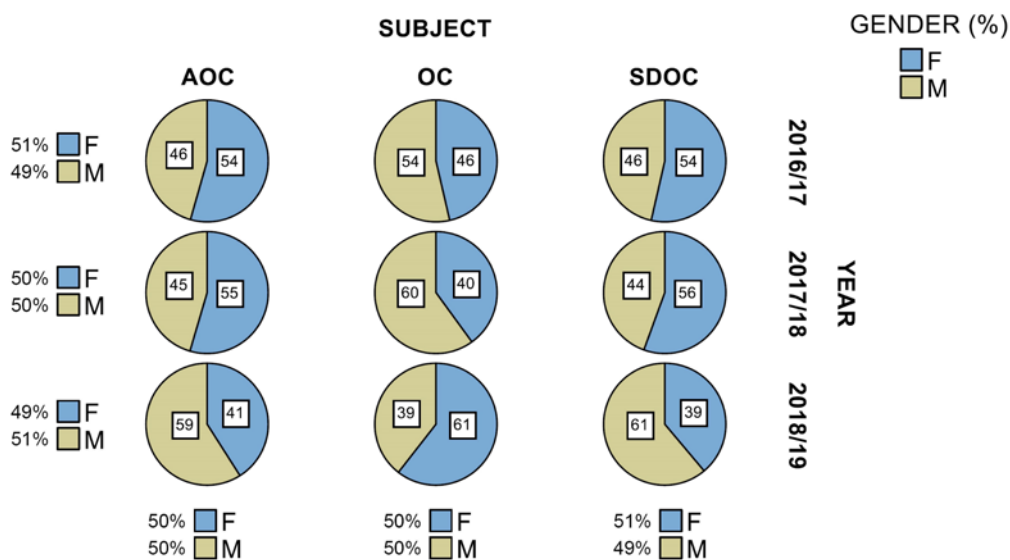 SUBJECT
GENDER (%)
F
M
AOC OC SDOC
51% F
49% M
46 54
54 46
46 54
2016/17
50% F
50% M
45 55
60 40
44 56
2017/18
YEAR
49% F
51% M
59 41
39 61
61 39
2018/19
50% F
50% M
50% F
50% M
51% F
49% M